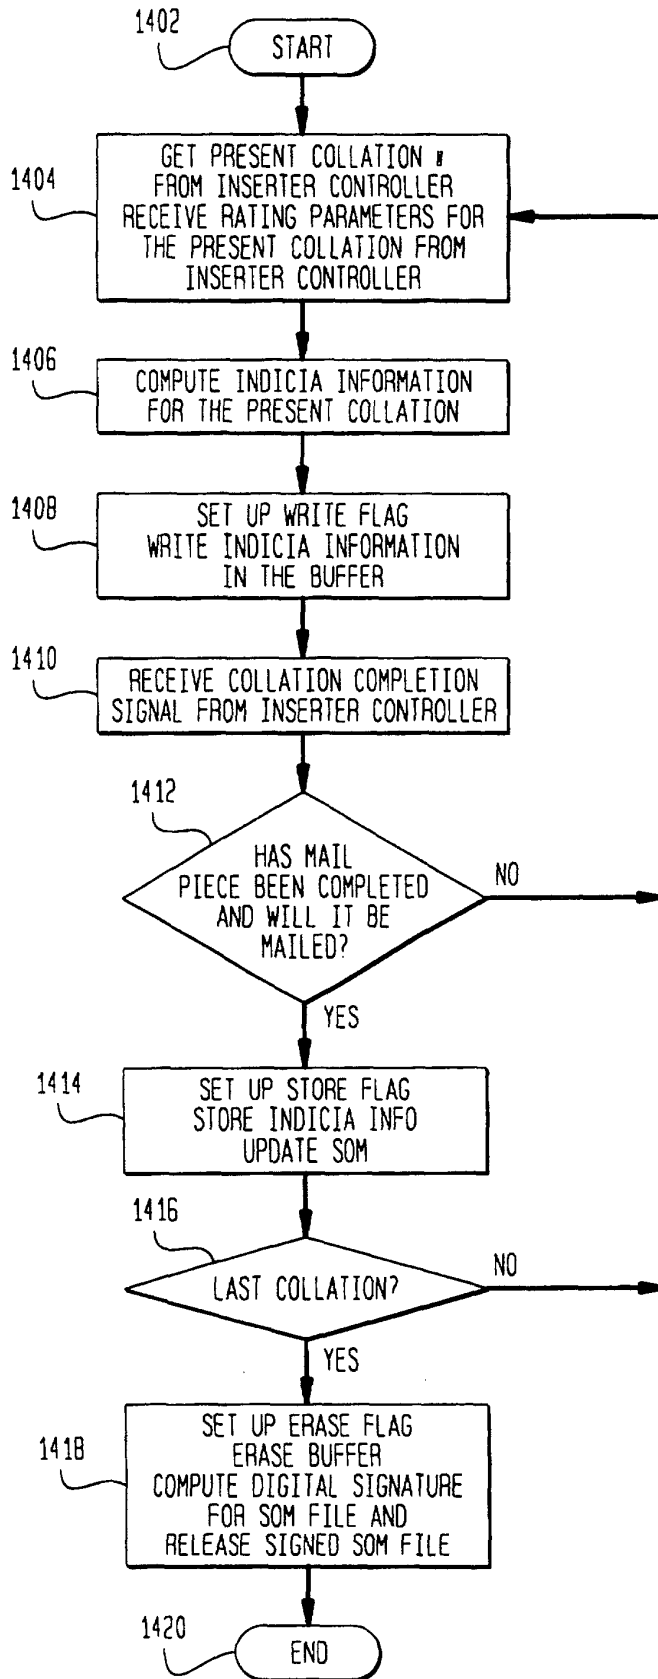 1402
START
1404
GET PRESENT COLLATION #
FROM INSERTER CONTROLLER
RECEIVE RATING PARAMETERS FOR
THE PRESENT COLLATION FROM
INSERTER CONTROLLER
1406
COMPUTE INDICIA INFORMATION
FOR THE PRESENT COLLATION
1408
SET UP WRITE FLAG
WRITE INDICIA INFORMATION
IN THE BUFFER
1410
RECEIVE COLLATION COMPLETION
SIGNAL FROM INSERTER CONTROLLER
1412
HAS MAIL
PIECE BEEN COMPLETED
AND WILL IT BE
MAILED?
NO
YES
1414
SET UP STORE FLAG
STORE INDICIA INFO
UPDATE SOM
1416
LAST COLLATION?
NO
YES
1418
SET UP ERASE FLAG
ERASE BUFFER
COMPUTE DIGITAL SIGNATURE
FOR SOM FILE AND
RELEASE SIGNED SOM FILE
1420
END